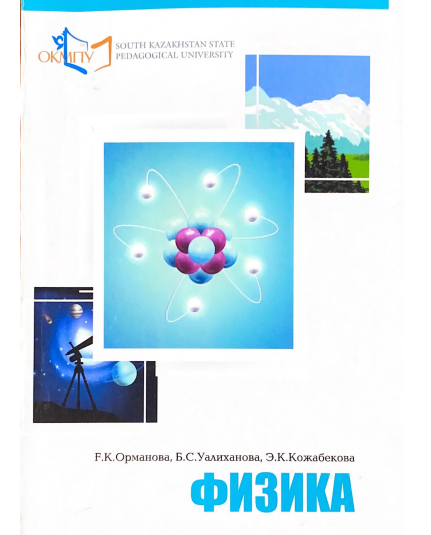 ОКМПУ
SOUTH KAZAKHSTAN STATE
PEDAGOGICAL UNIVERSITY
Ғ.К.Орманова, Б.С.Уалиханова, Э.К.Кожабекова
ФИЗИКА